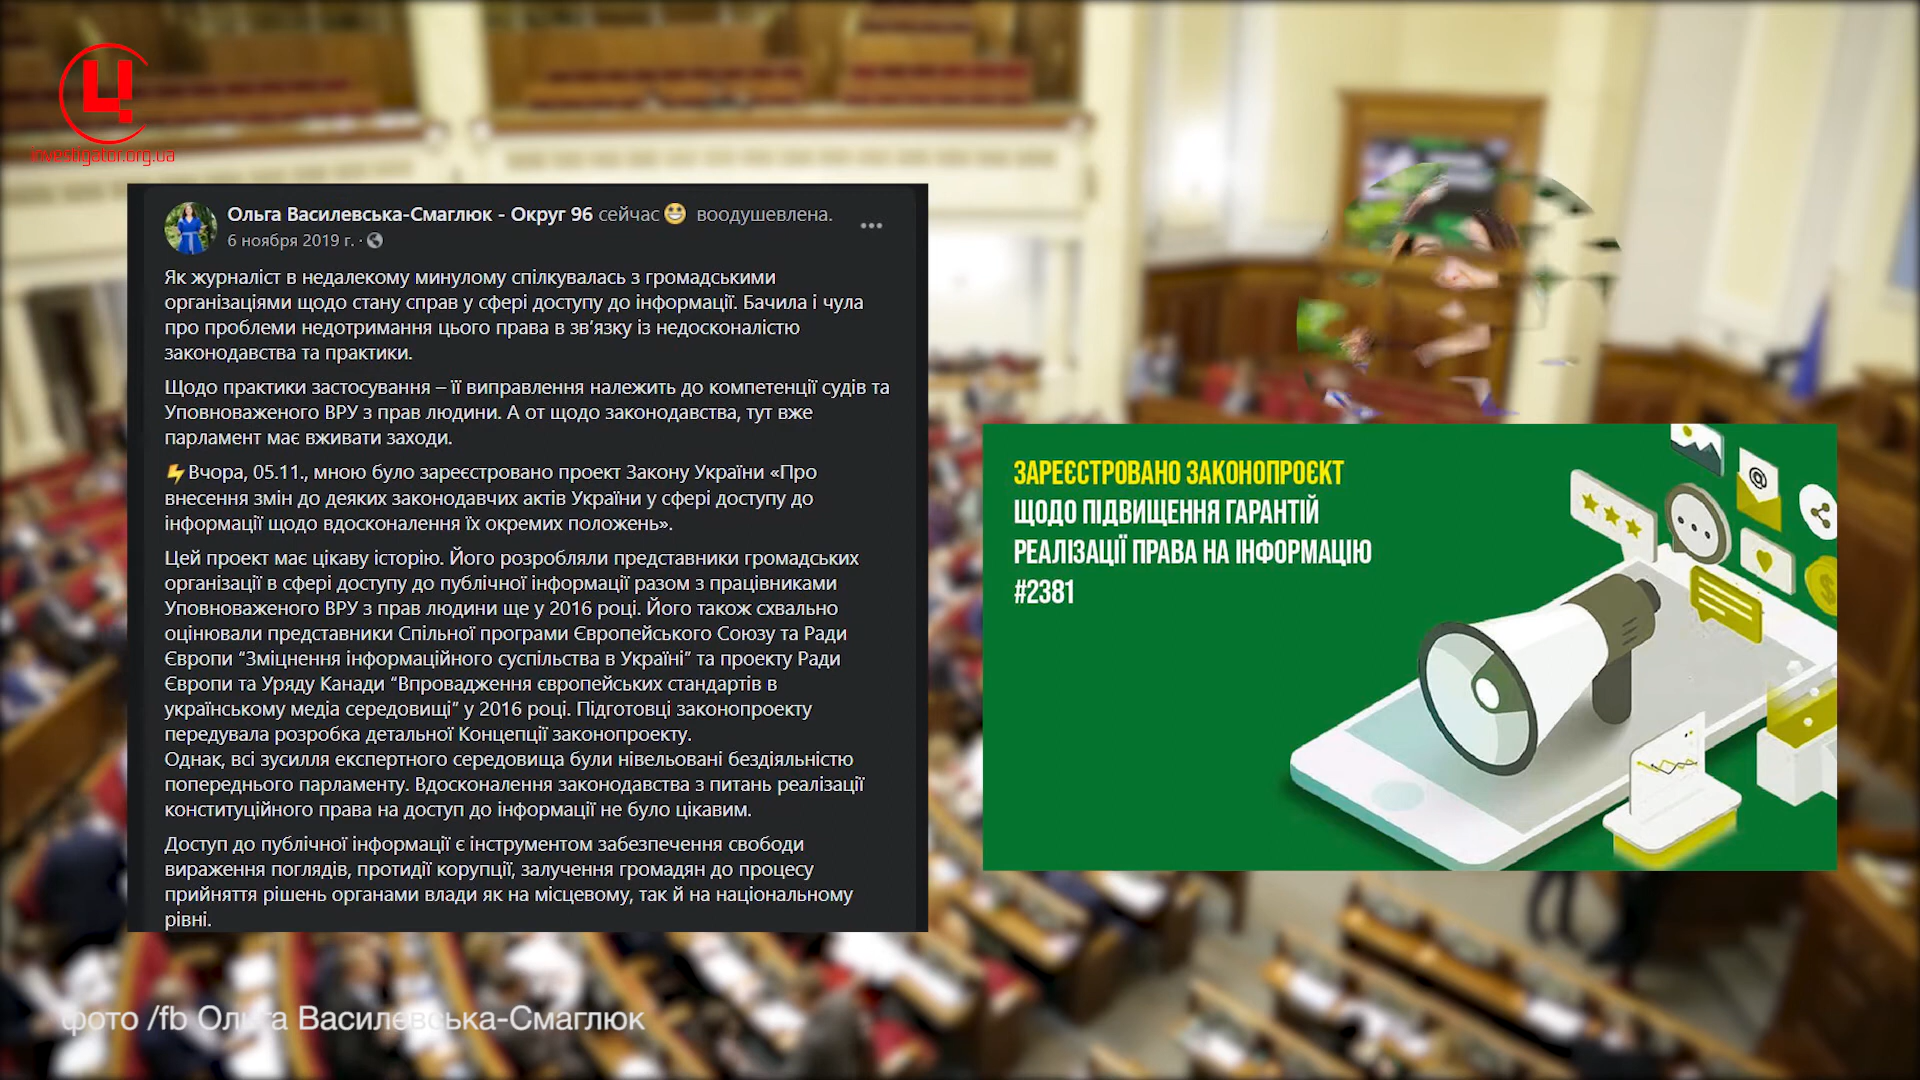 Ц
investigator.org.ua
Ольга Василевська-Смаглюк - Округ 96 сейчас воодушевлена.
6 ноября 2019 г. ·
Як журналіст в недалекому минулому спілкувалась з громадськими
організаціями щодо стану справ у сфері доступу до інформації. Бачила і чула
про проблеми недотримання цього права в зв'язку із недосконалістю
законодавства та практики.
Щодо практики застосування – її виправлення належить до компетенції судів та
Уповноваженого ВРУ з прав людини. А от щодо законодавства, тут вже
парламент має вживати заходи.
⚡Вчора, 05.11., мною було зареєстровано проект Закону України «Про
внесення змін до деяких законодавчих актів України у сфері доступу до
інформації щодо вдосконалення їх окремих положень».
Цей проект має цікаву історію. Його розробляли представники громадських
організації в сфері доступу до публічної інформації разом з працівниками
Уповноваженого ВРУ з прав людини ще у 2016 році. Його також схвально
оцінювали представники Спільної програми Європейського Союзу та Ради
Європи “Зміцнення інформаційного суспільства в Україні” та проекту Ради
Європи та Уряду Канади “Впровадження європейських стандартів в
українському медіа середовищі” у 2016 році. Підготовці законопроекту
передувала розробка детальної Концепції законопроекту.
Однак, всі зусилля експертного середовища були нівельовані бездіяльністю
попереднього парламенту. Вдосконалення законодавства з питань реалізації
конституційного права на доступ до інформації не було цікавим.
Доступ до публічної інформації є інструментом забезпечення свободи
вираження поглядів, протидії корупції, залучення громадян до процесу
прийняття рішень органами влади як на місцевому, так й на національному
рівні.
ЗАРЕЄСТРОВАНО ЗАКОНОПРОЄКТ
ЩОДО ПІДВИЩЕННЯ ГАРАНТІЙ
РЕАЛІЗАЦІЇ ПРАВА НА ІНФОРМАЦІЮ
#2381
фото /fb Ольга Василевська-Смаглюк